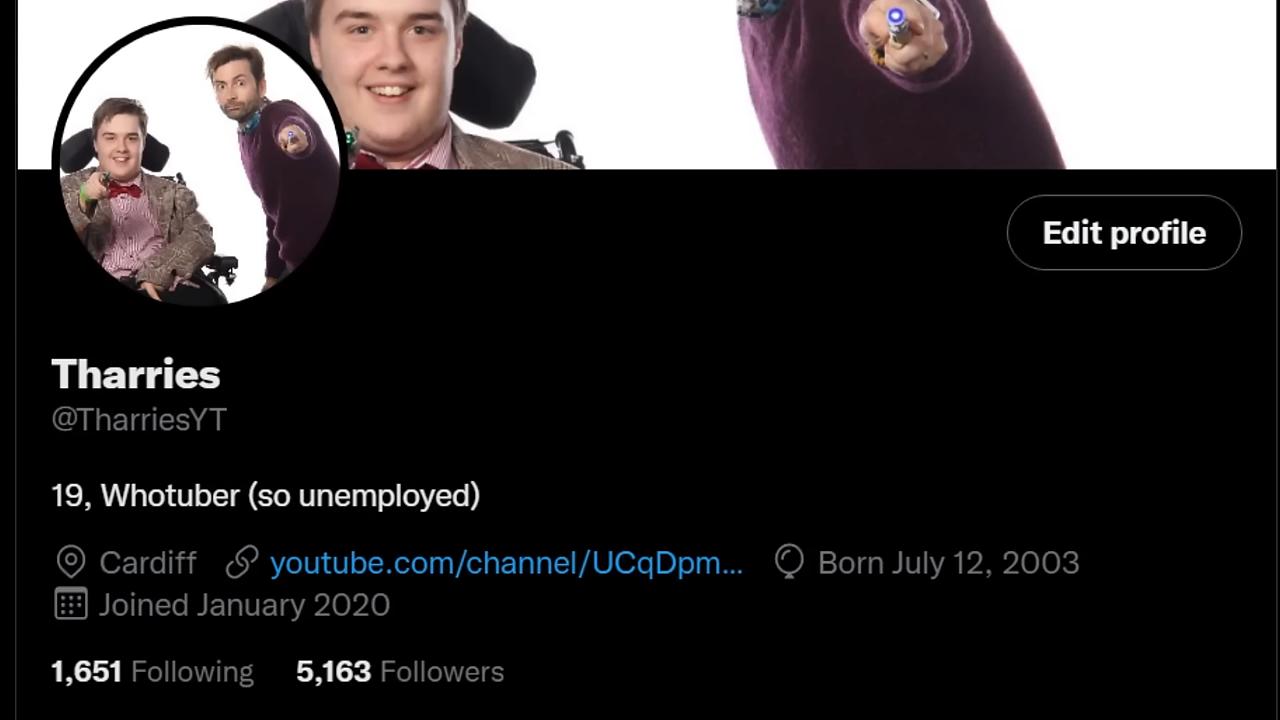 Edit profile
Tharries
@TharriesYT
19, Whotuber (so unemployed)
Cardiff youtube.com/channel/UCqDpm... Born July 12, 2003
Joined January 2020
1,651 Following 5,163 Followers